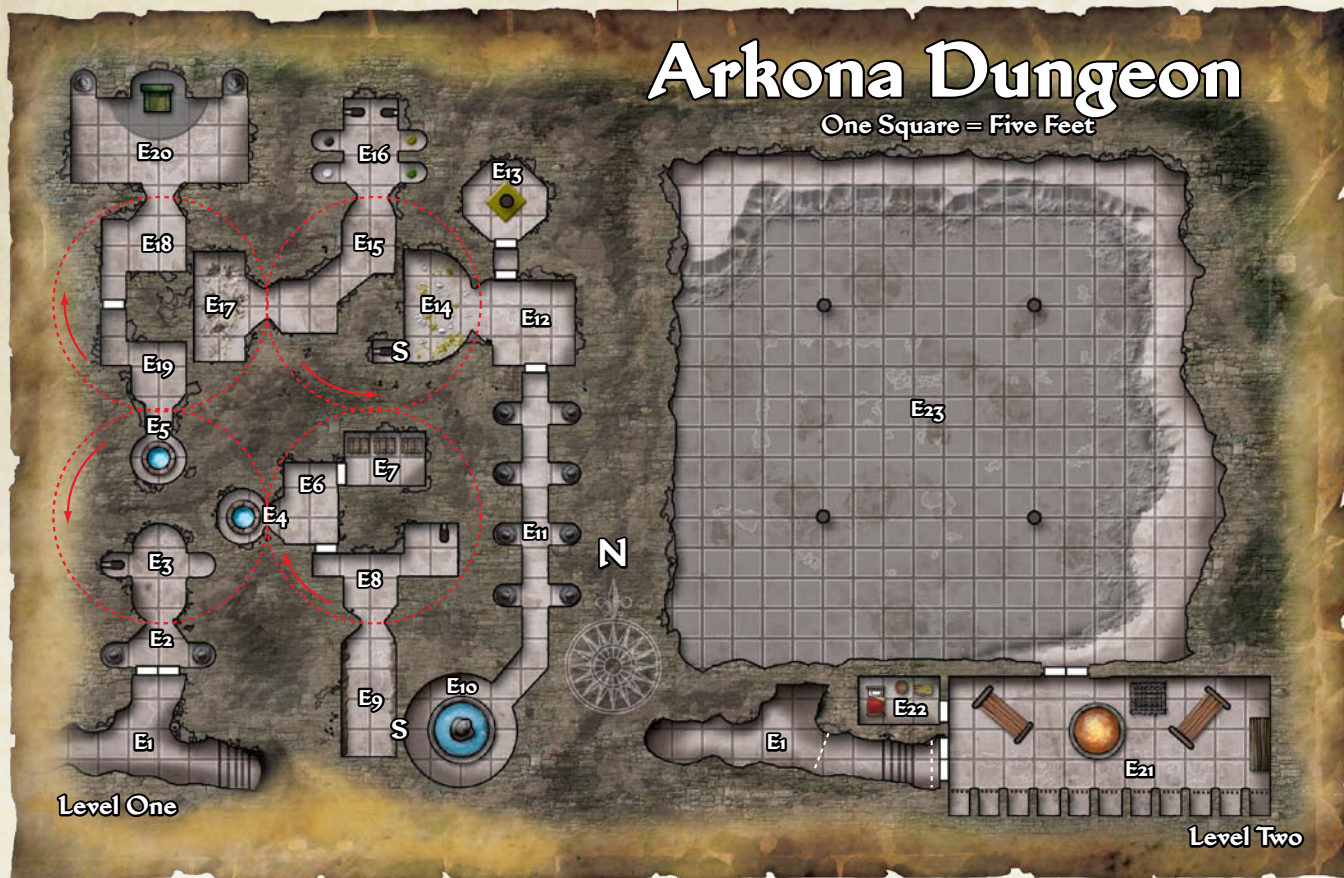 Arkona Dungeon
One Square = Five Feet
E20
E16
E13
E18
E15
E17
E14
E12
S
E19
E23
E5
E7
E6
E4
E11
N
E3
E8
E2
E10
E9
S
E22
E1
E1
E21
Level One
Level Two